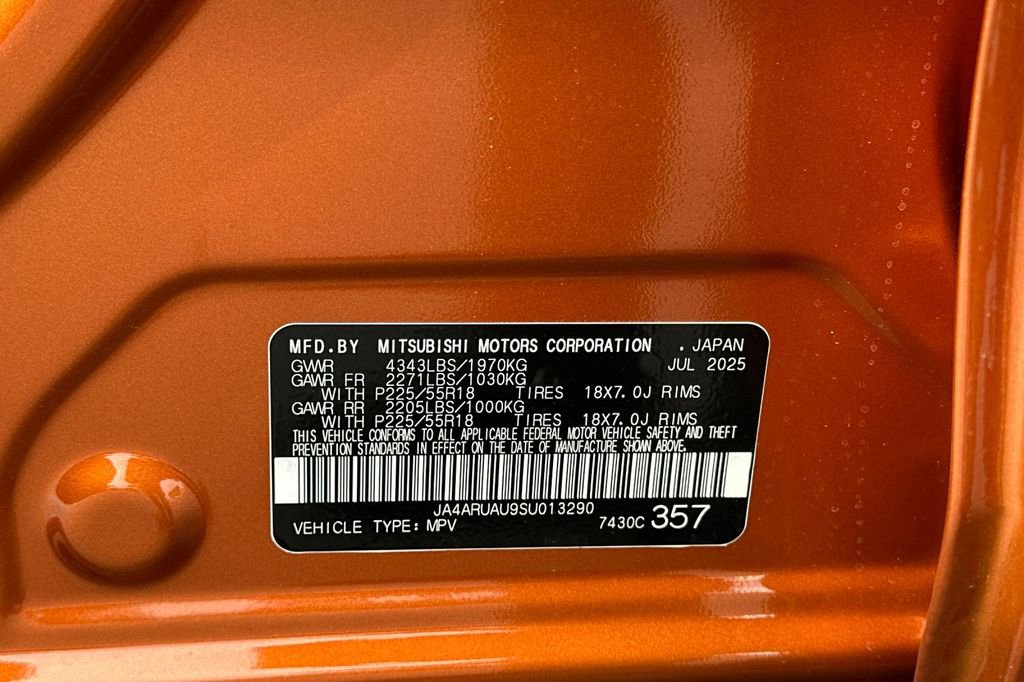 MFD.BY MITSUBISHI MOTORS CORPORATION .JAPAN
GVWR 4343LBS/1970KG JUL 2025
GAWR FR 2271LBS/1030KG
WITH P225/55R18 TIRES 18X7.0J RIMS
GAWR RR 2205LBS/1000KG
WITH P225/55R18 TIRES 18X7.0J RIMS
THIS VEHICLE CONFORMS TO ALL APPLICABLE FEDERAL MOTOR VEHICLE SAFETY AND THEFT
PREVENTION STANDARDS IN EFFECT ON THE DATE OF MANUFACTURE SHOWN ABOVE.
JA4ARUAU9SU013290
VEHICLE TYPE: MPV 7430C 357